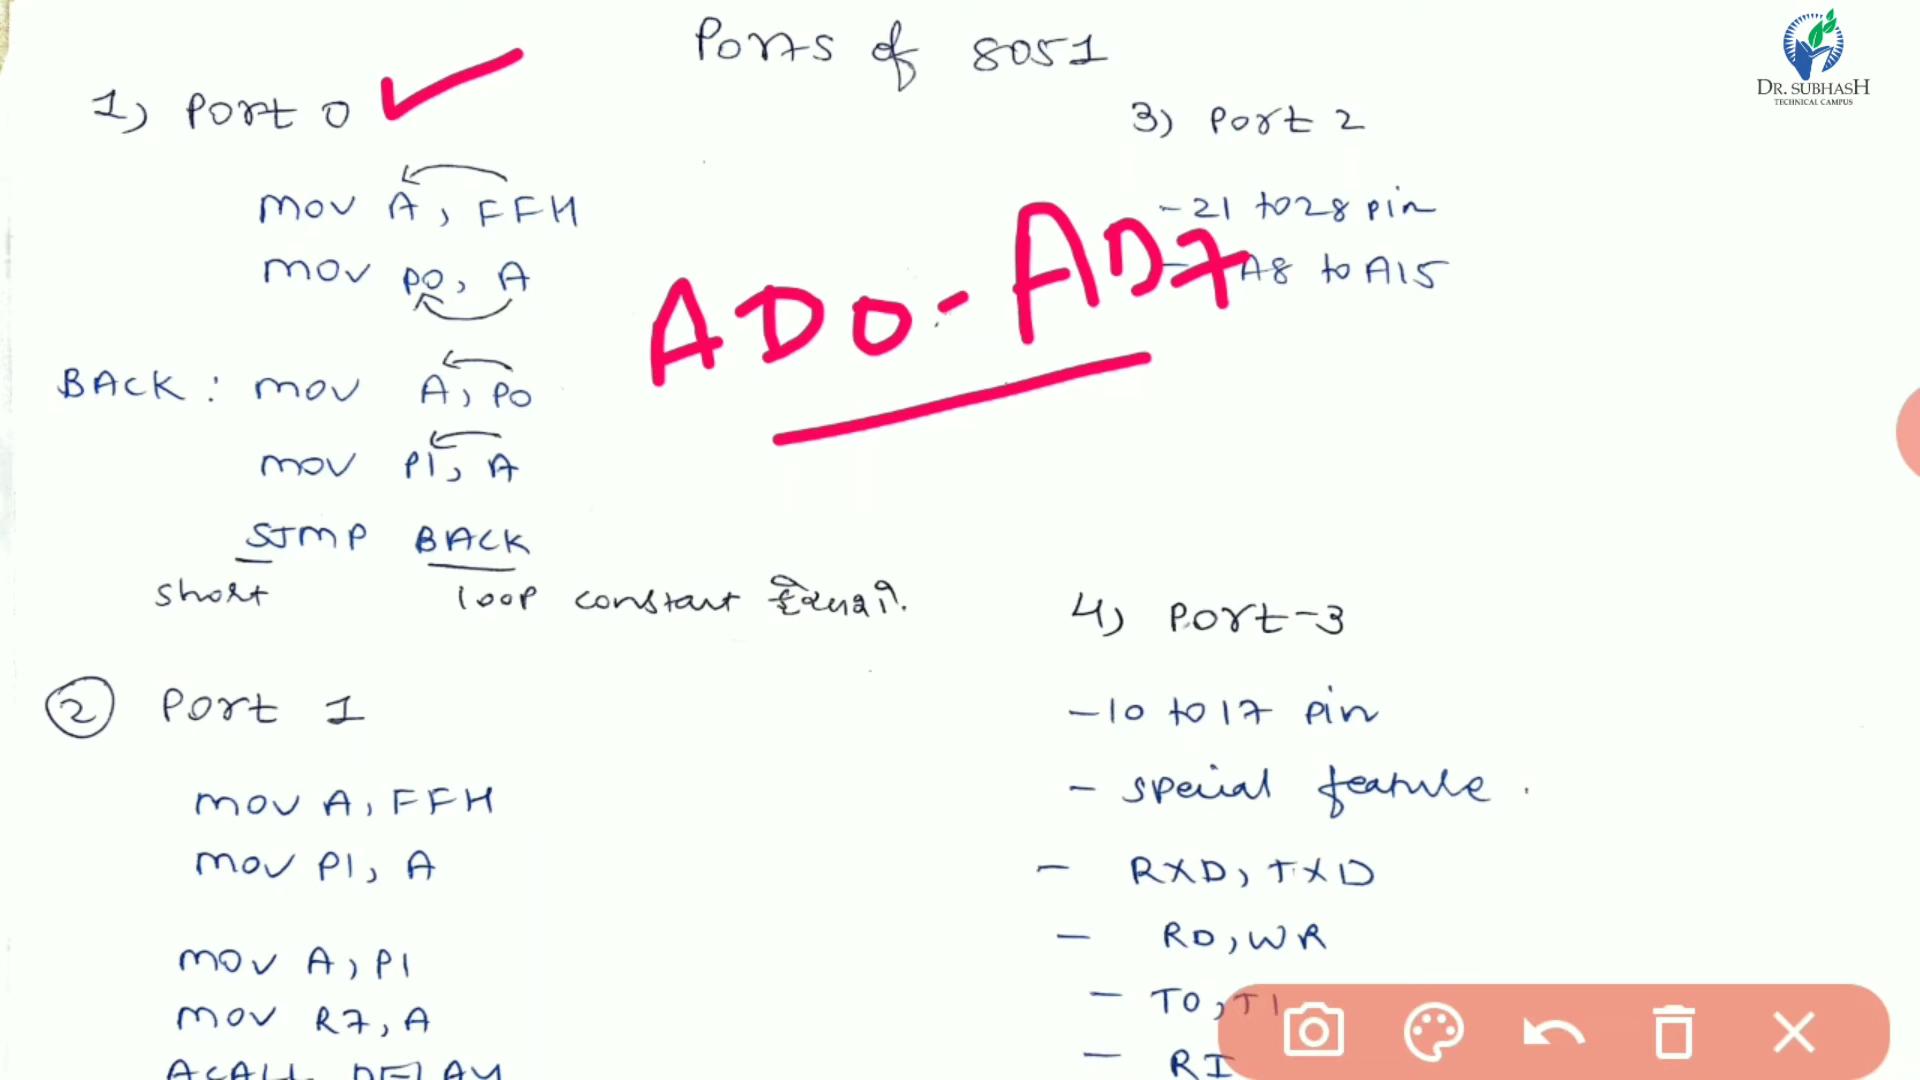 Ports of 8051
DR. SUBHASH
TECHNICAL CAMPUS
1) Port 0
mov A, FFH
mov P0, A
BACK : mov A, P0
mov P1, A
SJMP BACK
short loop constant
AD0 - AD7
② Port 1
mov A, FFH
mov P1, A
mov A, P1
mov R7, A
ACALL DELAY
3) Port 2
- 21 to 28 pin
- A8 to A15
4) Port-3
- 10 to 17 pin
- special feature.
- RXD, TXD
- RD, WR
- T0, T1
- RI